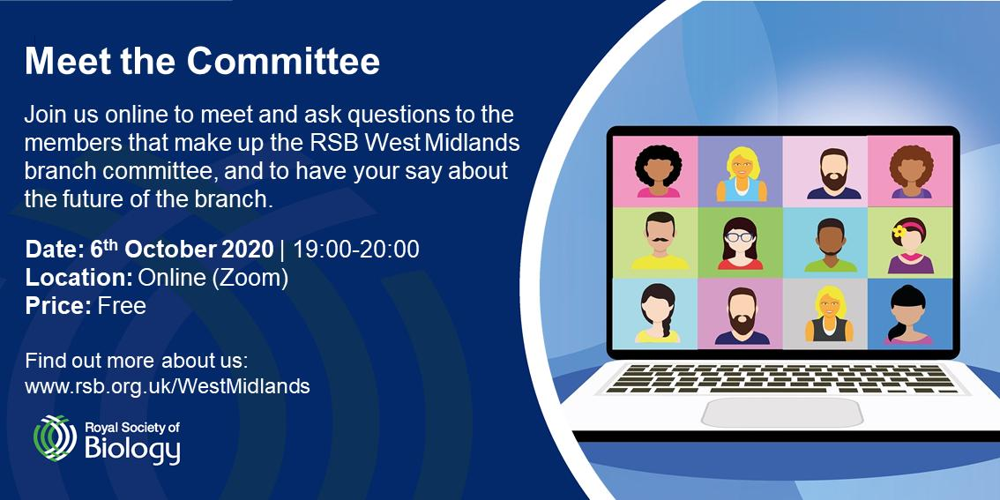 Meet the Committee
Join us online to meet and ask questions to the
members that make up the RSB West Midlands
branch committee, and to have your say about
the future of the branch.
Date: 6th October 2020 | 19:00-20:00
Location: Online (Zoom)
Price: Free
Find out more about us:
www.rsb.org.uk/WestMidlands
Royal Society of
Biology